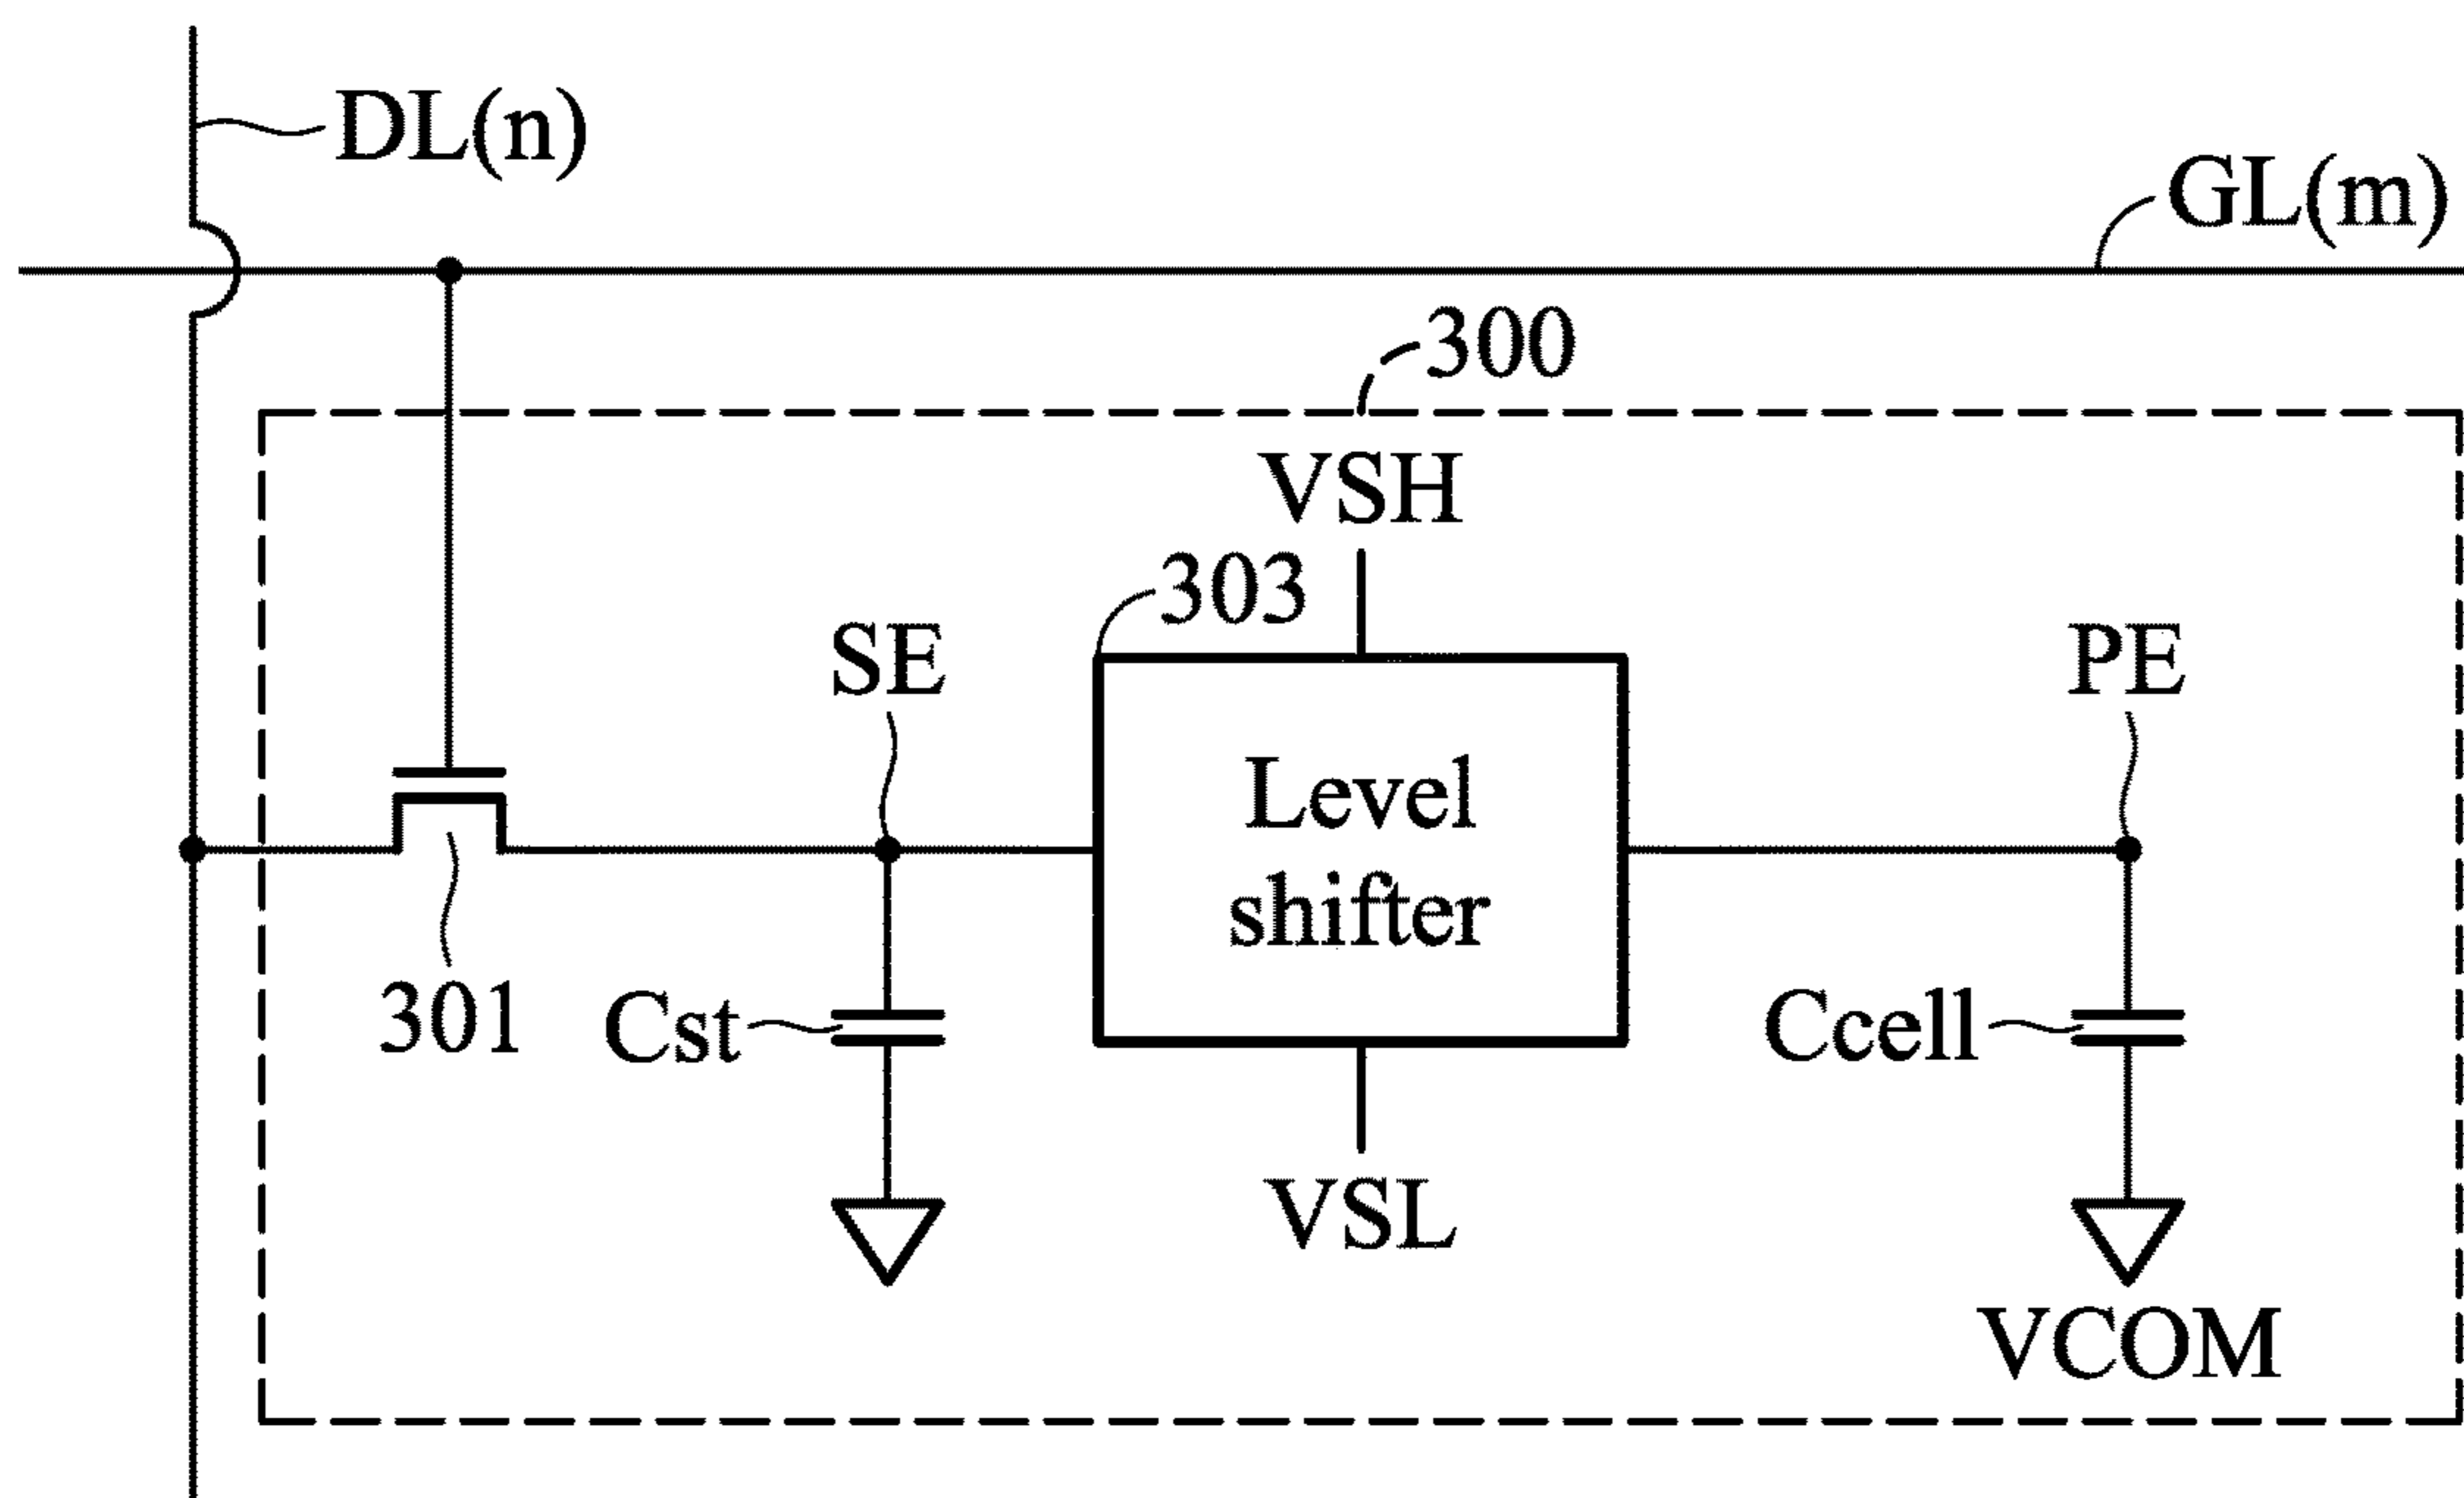 DL(n)
GL(m)
300
VSH
303
SE
PE
Level
shifter
301
Cst
Ccell
VSL
VCOM